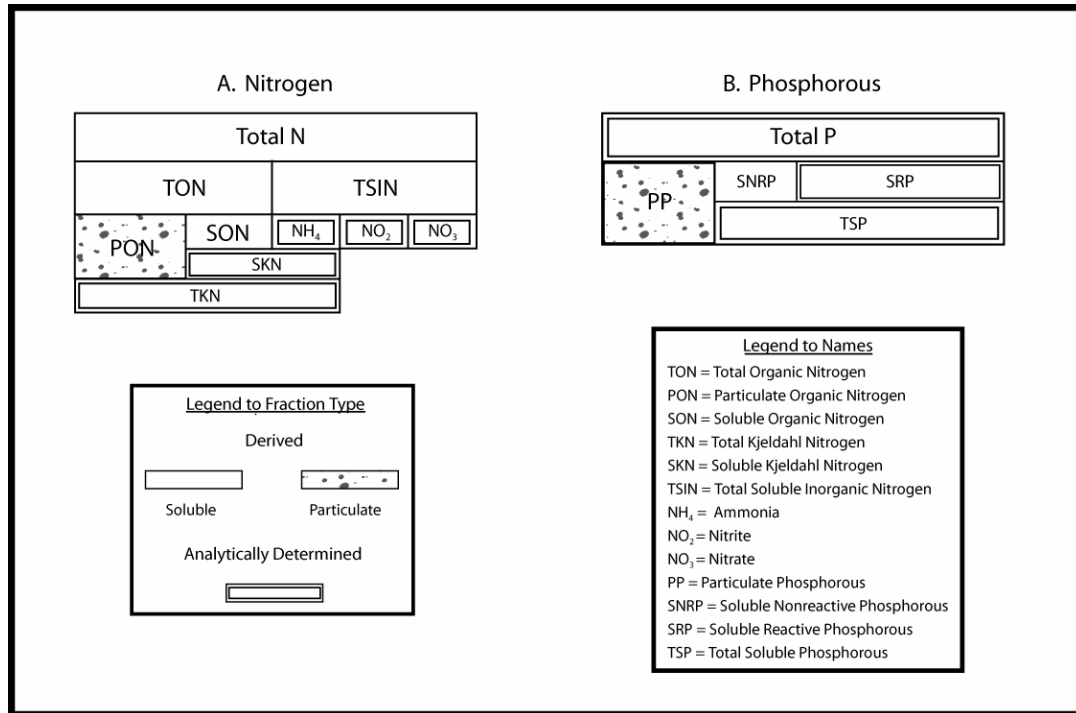 A. Nitrogen
Total N
TON TSIN
PON SON NH₄ NO₂ NO₃
SKN
TKN
B. Phosphorous
Total P
PP SNRP SRP
TSP
Legend to Fraction Type
Derived
Soluble Particulate
Analytically Determined
Legend to Names
TON = Total Organic Nitrogen
PON = Particulate Organic Nitrogen
SON = Soluble Organic Nitrogen
TKN = Total Kjeldahl Nitrogen
SKN = Soluble Kjeldahl Nitrogen
TSIN = Total Soluble Inorganic Nitrogen
NH₄ = Ammonia
NO₂ = Nitrite
NO₃ = Nitrate
PP = Particulate Phosphorous
SNRP = Soluble Nonreactive Phosphorous
SRP = Soluble Reactive Phosphorous
TSP = Total Soluble Phosphorous